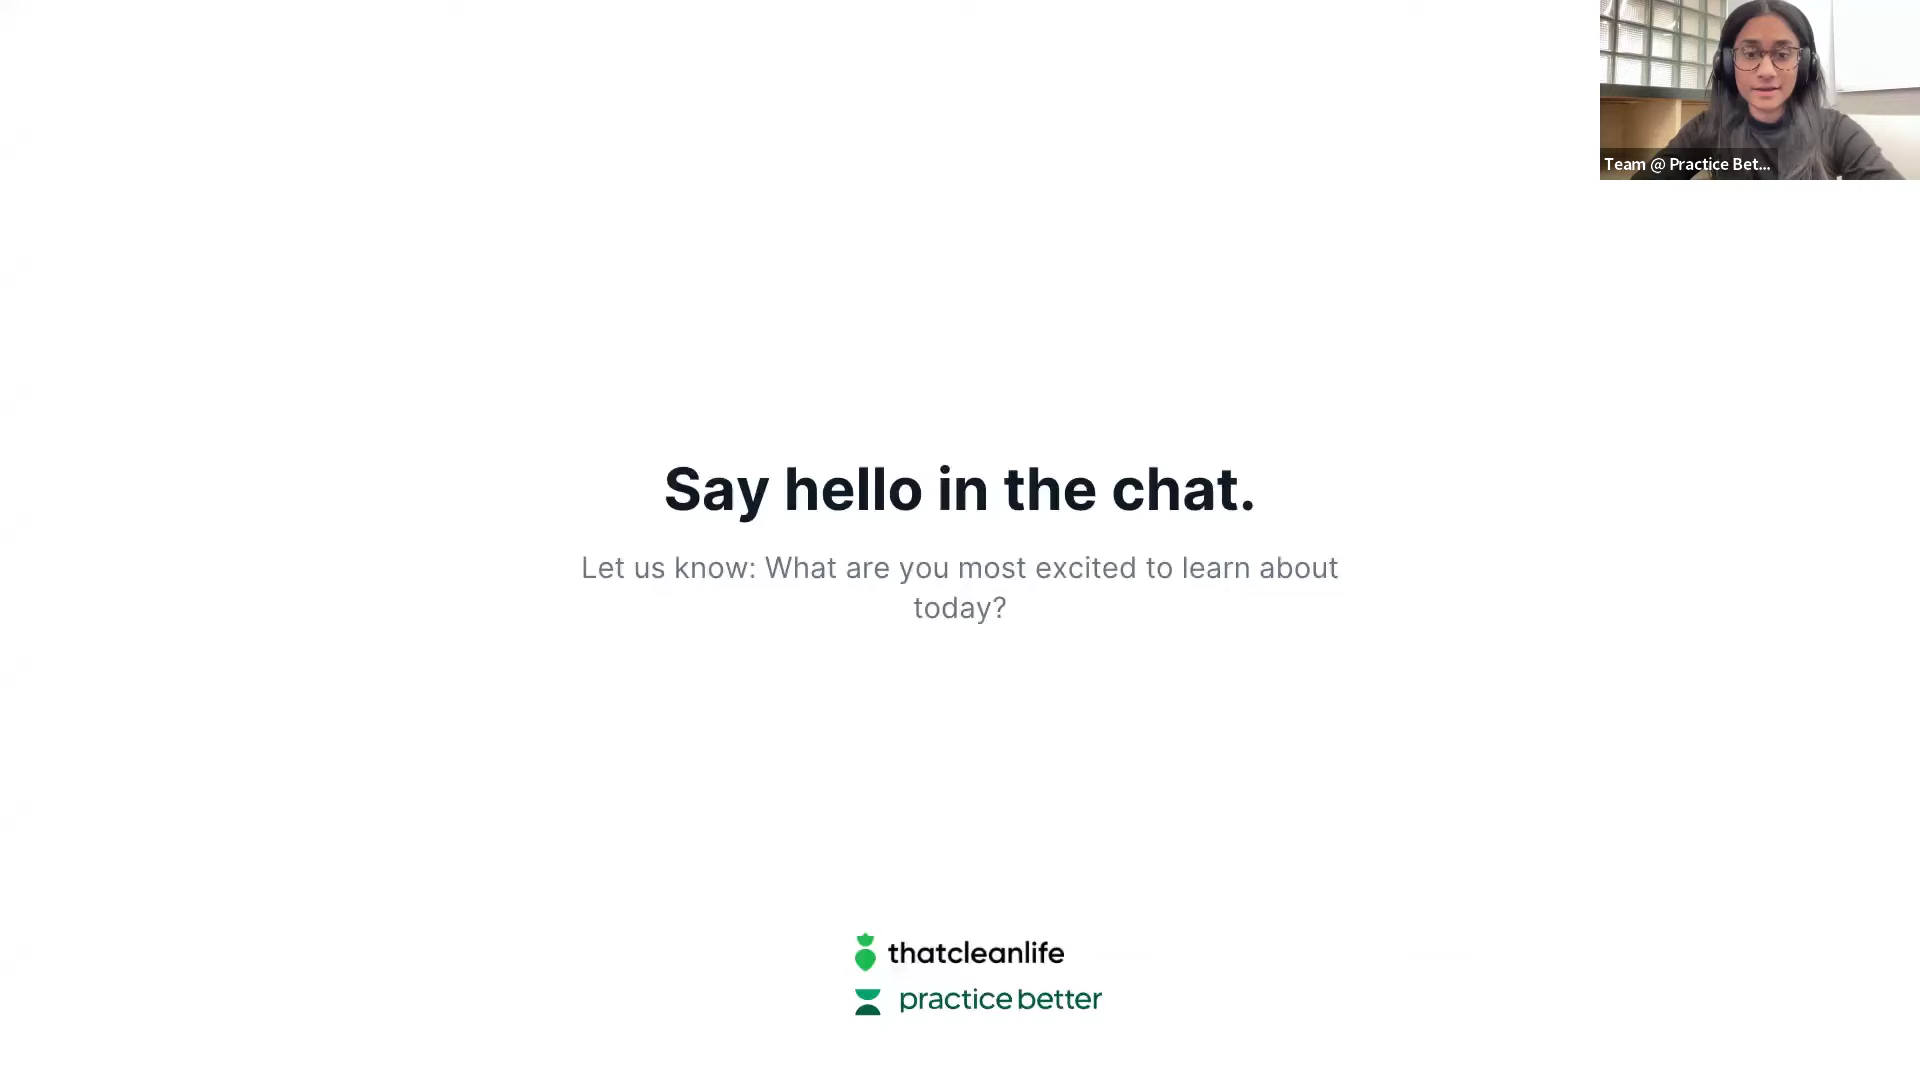 Team @ Practice Bet...
Say hello in the chat.
Let us know: What are you most excited to learn about
today?
thatcleanlife
practice better